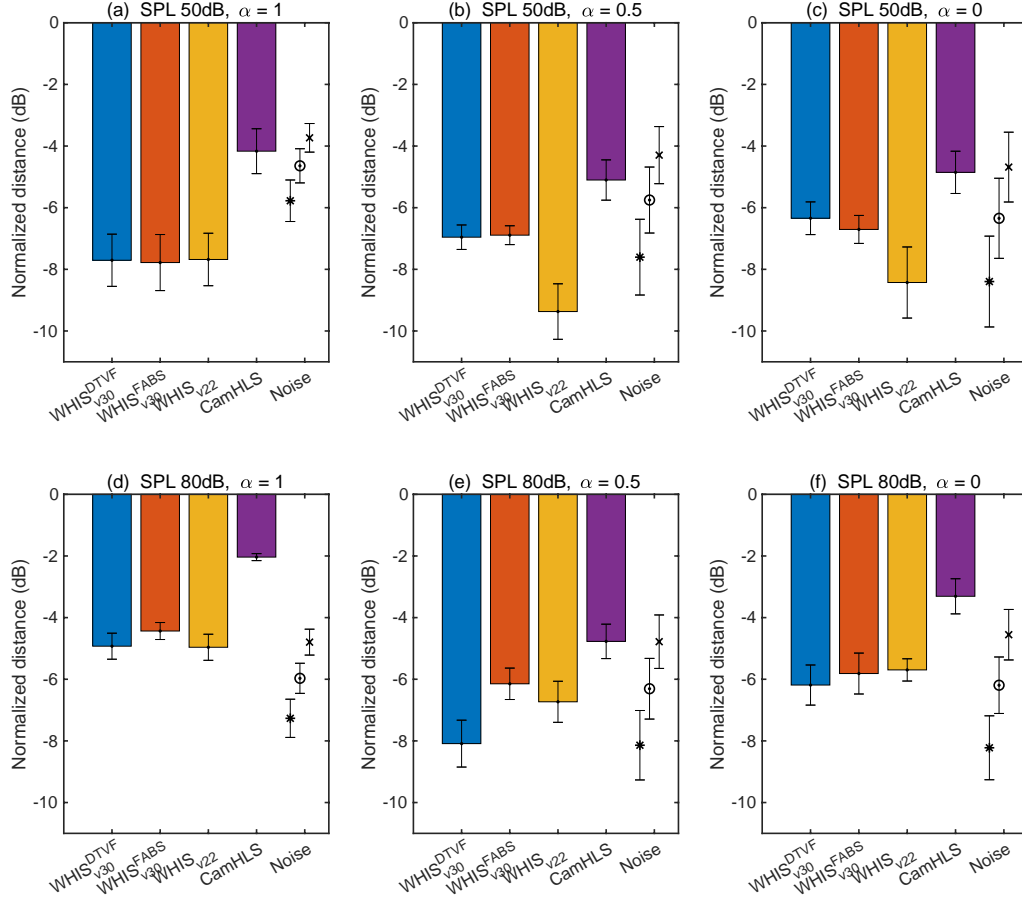 (a) SPL 50dB, α = 1
(b) SPL 50dB, α = 0.5
(c) SPL 50dB, α = 0
Normalized distance (dB)
0
-2
-4
-6
-8
-10
WHIS^DTVF_v30
WHIS^FABS_v30
WHIS_v22
CamHLS
Noise
Normalized distance (dB)
0
-2
-4
-6
-8
-10
WHIS^DTVF_v30
WHIS^FABS_v30
WHIS_v22
CamHLS
Noise
Normalized distance (dB)
0
-2
-4
-6
-8
-10
WHIS^DTVF_v30
WHIS^FABS_v30
WHIS_v22
CamHLS
Noise
(d) SPL 80dB, α = 1
(e) SPL 80dB, α = 0.5
(f) SPL 80dB, α = 0
Normalized distance (dB)
0
-2
-4
-6
-8
-10
WHIS^DTVF_v30
WHIS^FABS_v30
WHIS_v22
CamHLS
Noise
Normalized distance (dB)
0
-2
-4
-6
-8
-10
WHIS^DTVF_v30
WHIS^FABS_v30
WHIS_v22
CamHLS
Noise
Normalized distance (dB)
0
-2
-4
-6
-8
-10
WHIS^DTVF_v30
WHIS^FABS_v30
WHIS_v22
CamHLS
Noise